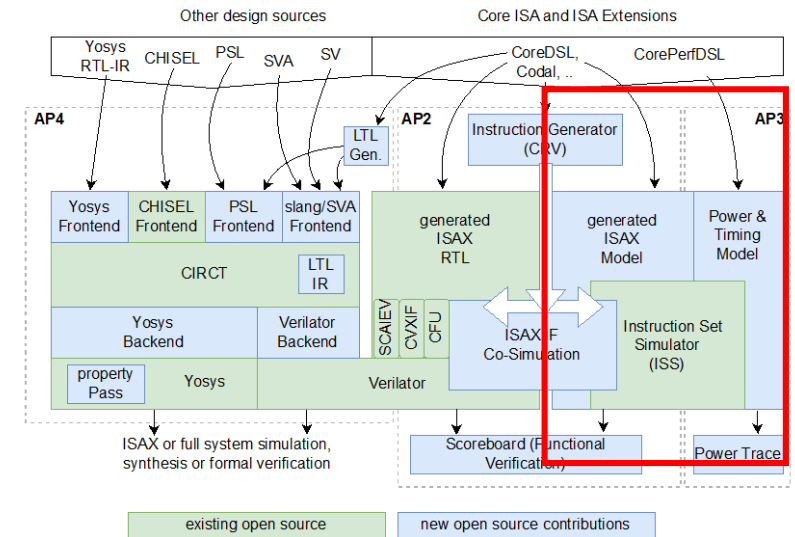 Other design sources
Core ISA and ISA Extensions
Yosys
RTL-IR
CHISEL
PSL
SVA
SV
CoreDSL,
Codal, ..
CorePerfDSL
AP4
AP2
AP3
LTL
Gen.
Instruction Generator
(CRV)
Yosys
Frontend
CHISEL
Frontend
PSL
Frontend
slang/SVA
Frontend
generated
ISAX
RTL
generated
ISAX
Model
Power &
Timing
Model
CIRCT
LTL
IR
SCAIEV
CVXIF
CFU
Yosys
Backend
Verilator
Backend
ISAXIF
Co-Simulation
Instruction Set
Simulator
(ISS)
property
Pass
Yosys
Verilator
ISAX or full system simulation,
synthesis or formal verification
Scoreboard (Functional
Verification)
Power Trace
existing open source
new open source contributions